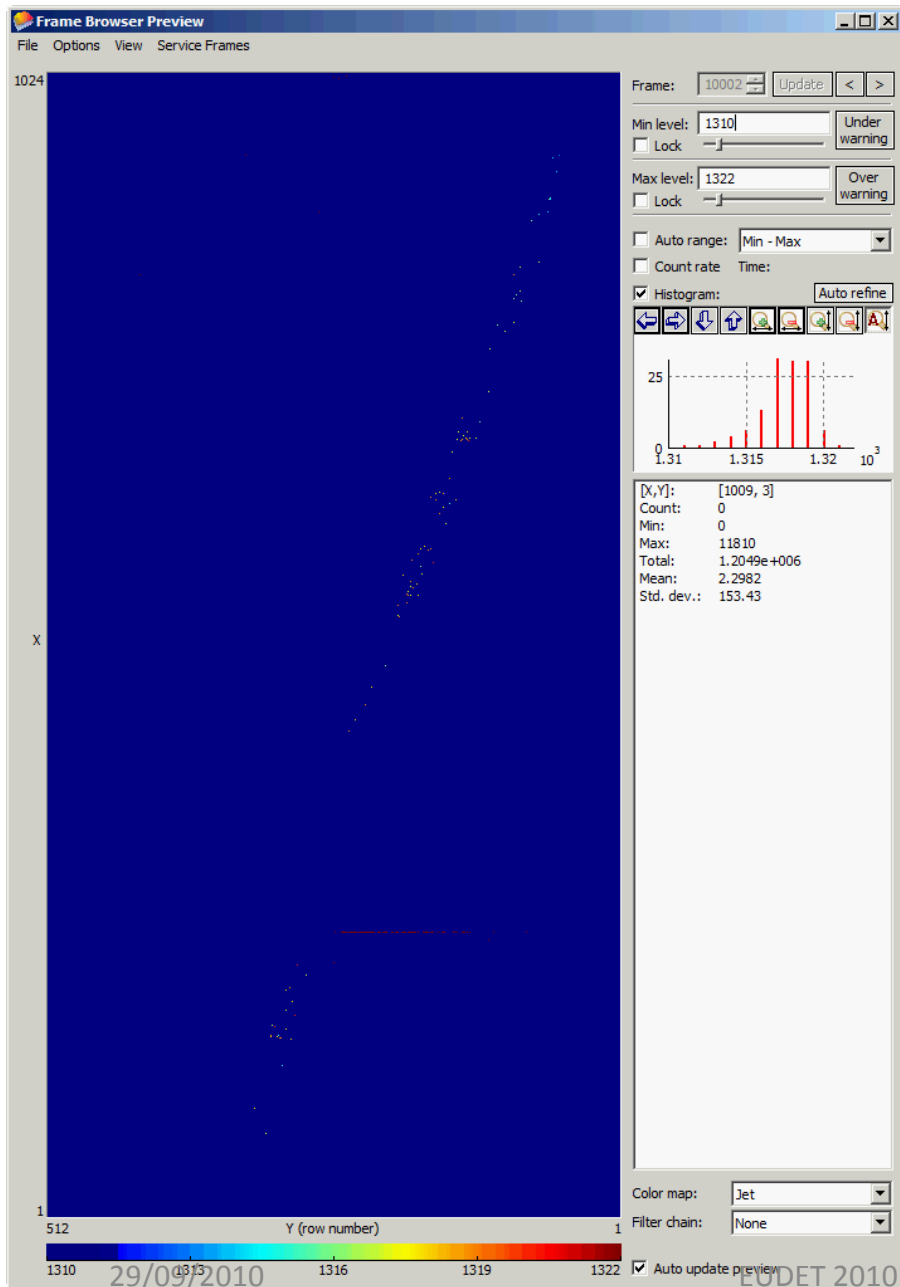 Frame Browser Preview
File Options View Service Frames
1024
X
1
512 Y (row number) 1
1310 1313 1316 1319 1322
29/09/2010
Frame: 10002 Update < >
Min level: 1310 Under warning
Lock
Max level: 1322 Over warning
Lock
Auto range: Min - Max
Count rate Time:
Histogram: Auto refine
A
25
0
1.31 1.315 1.32 10³
[X,Y]: [1009, 3]
Count: 0
Min: 0
Max: 11810
Total: 1.2049e+006
Mean: 2.2982
Std. dev.: 153.43
Color map: Jet
Filter chain: None
Auto update preview
EUDET 2010